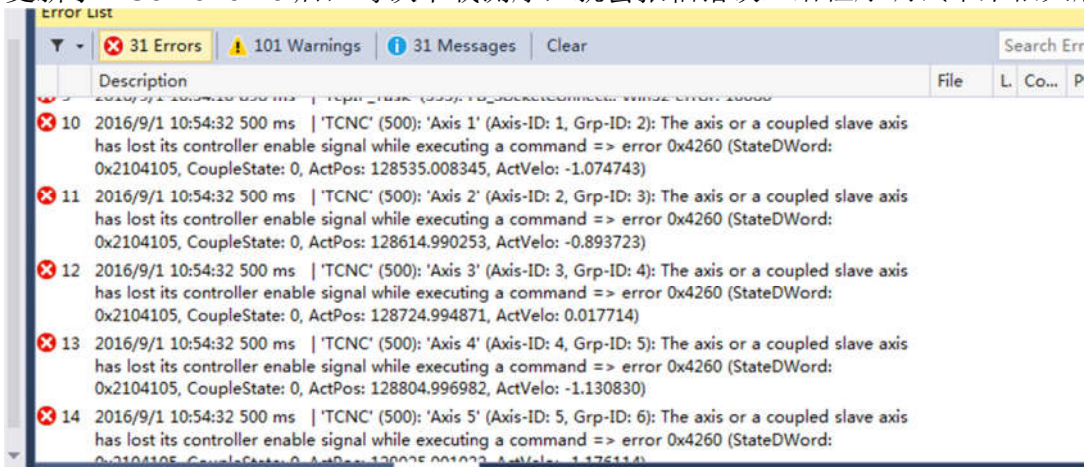 Error List
31 Errors
101 Warnings
31 Messages
Clear
Search Err
Description
File
L.
Co...
P
10 2016/9/1 10:54:32 500 ms | 'TCNC' (500): 'Axis 1' (Axis-ID: 1, Grp-ID: 2): The axis or a coupled slave axis
has lost its controller enable signal while executing a command => error 0x4260 (StateDWord:
0x2104105, CoupleState: 0, ActPos: 128535.008345, ActVelo: -1.074743)
11 2016/9/1 10:54:32 500 ms | 'TCNC' (500): 'Axis 2' (Axis-ID: 2, Grp-ID: 3): The axis or a coupled slave axis
has lost its controller enable signal while executing a command => error 0x4260 (StateDWord:
0x2104105, CoupleState: 0, ActPos: 128614.990253, ActVelo: -0.893723)
12 2016/9/1 10:54:32 500 ms | 'TCNC' (500): 'Axis 3' (Axis-ID: 3, Grp-ID: 4): The axis or a coupled slave axis
has lost its controller enable signal while executing a command => error 0x4260 (StateDWord:
0x2104105, CoupleState: 0, ActPos: 128724.994871, ActVelo: 0.017714)
13 2016/9/1 10:54:32 500 ms | 'TCNC' (500): 'Axis 4' (Axis-ID: 4, Grp-ID: 5): The axis or a coupled slave axis
has lost its controller enable signal while executing a command => error 0x4260 (StateDWord:
0x2104105, CoupleState: 0, ActPos: 128804.996982, ActVelo: -1.130830)
14 2016/9/1 10:54:32 500 ms | 'TCNC' (500): 'Axis 5' (Axis-ID: 5, Grp-ID: 6): The axis or a coupled slave axis
has lost its controller enable signal while executing a command => error 0x4260 (StateDWord: